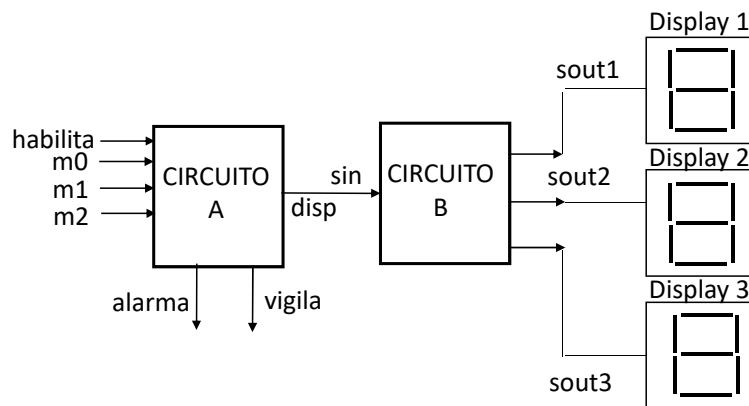 Display 1
sout1
habilita
m0
m1
m2
CIRCUITO
A
sin
disp
CIRCUITO
B
Display 2
sout2
alarma
vigila
Display 3
sout3